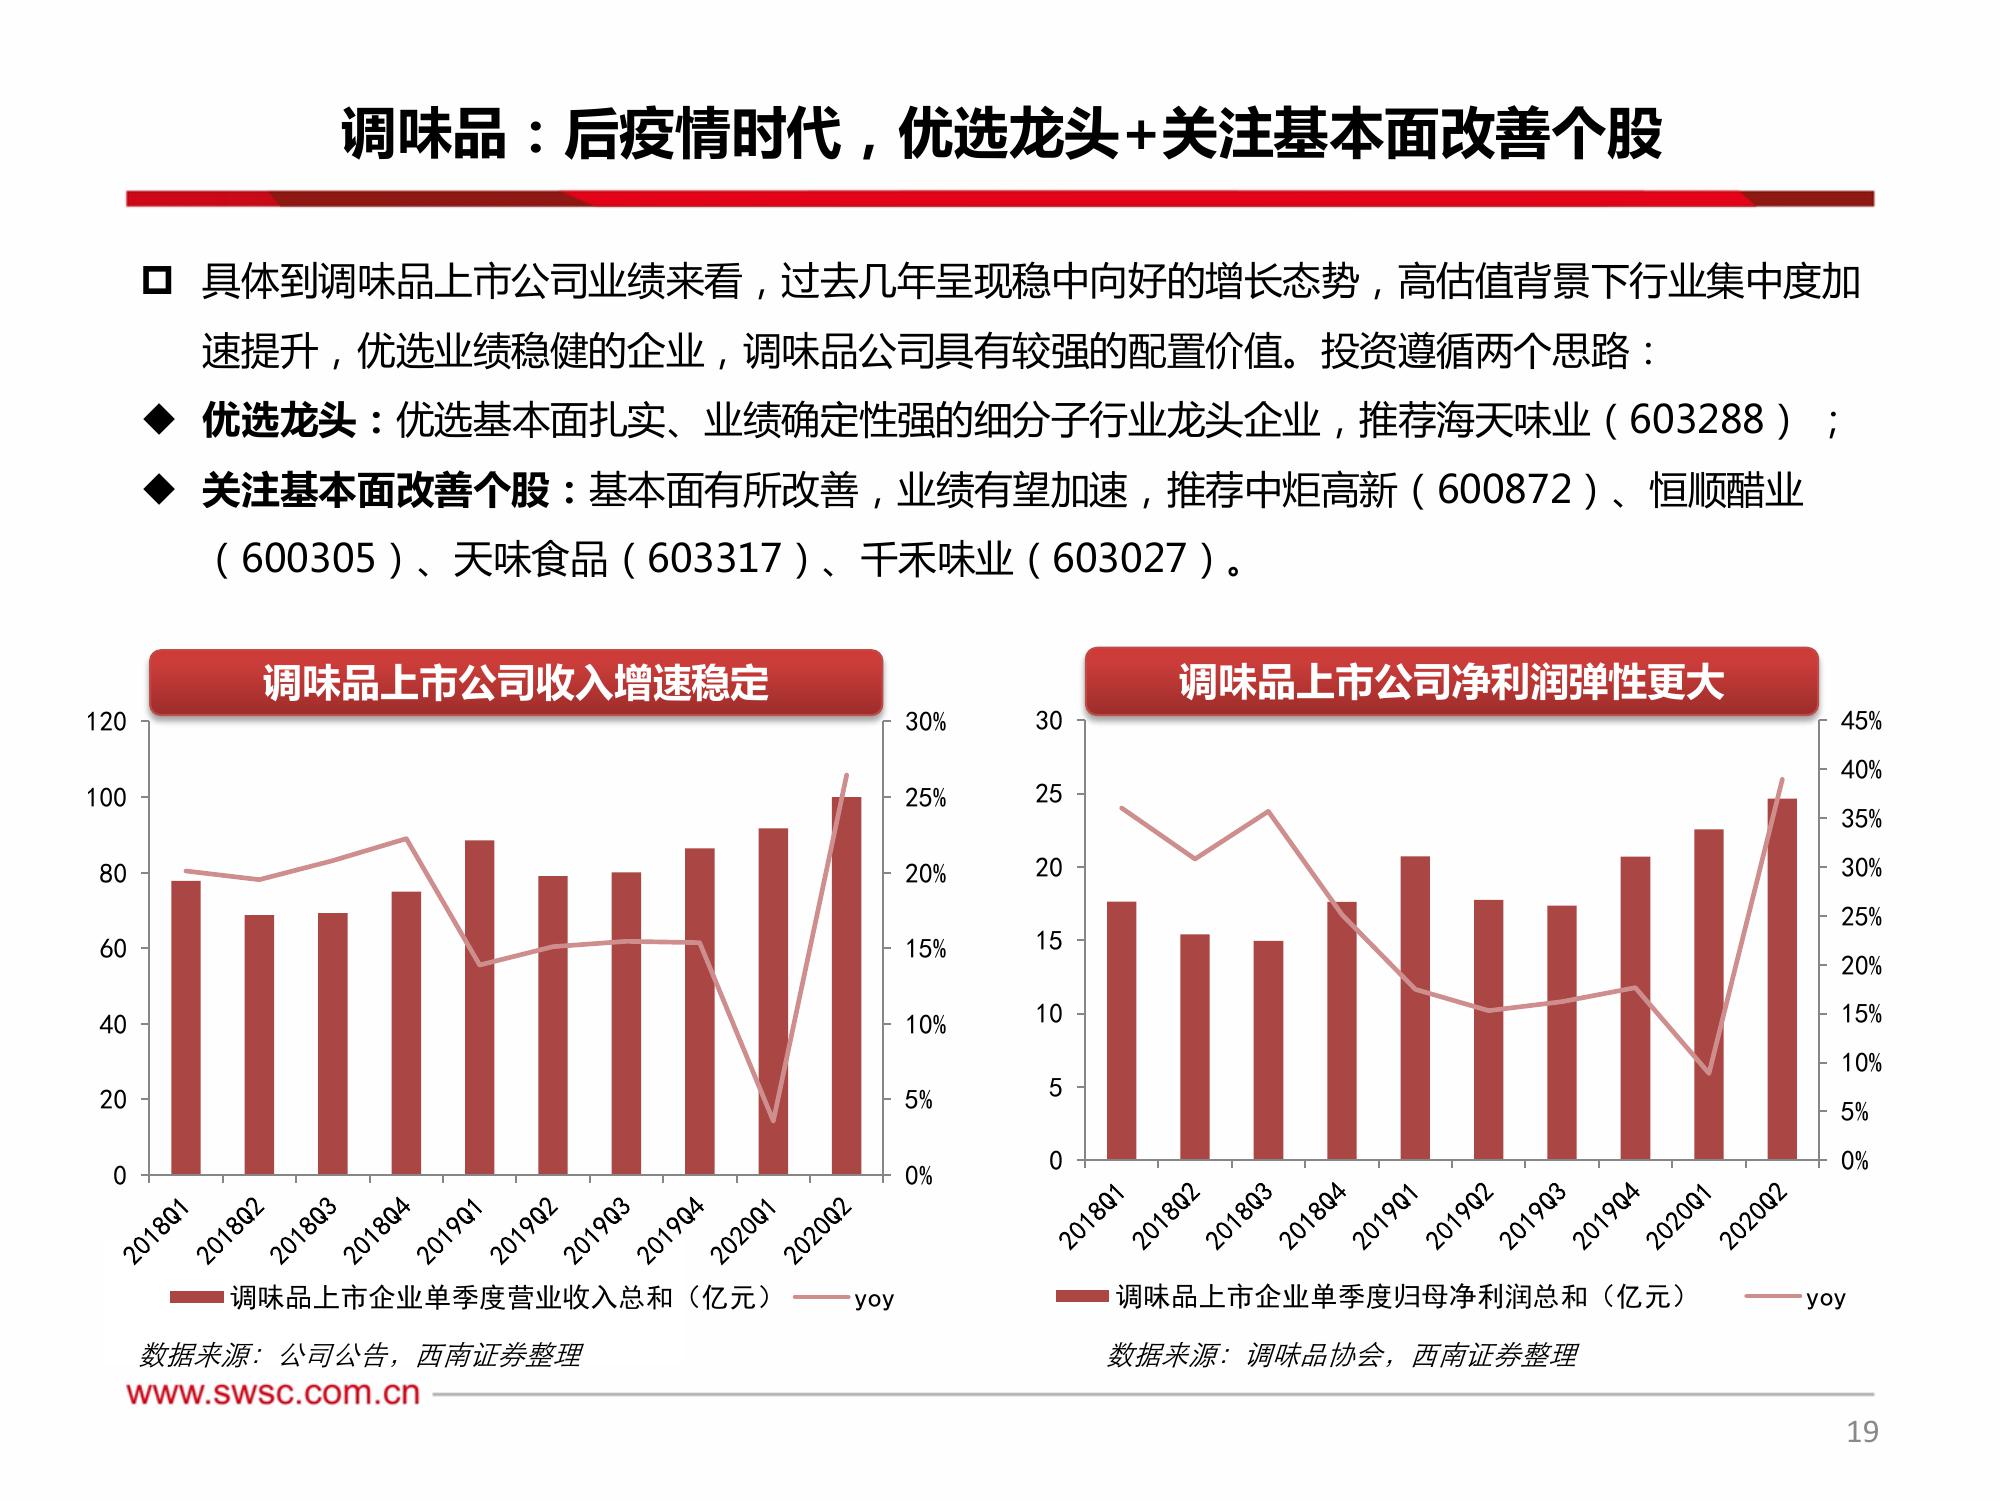 调味品：后疫情时代，优选龙头+关注基本面改善个股
具体到调味品上市公司业绩来看，过去几年呈现稳中向好的增长态势，高估值背景下行业集中度加
速提升，优选业绩稳健的企业，调味品公司具有较强的配置价值。投资遵循两个思路：
优选龙头：优选基本面扎实、业绩确定性强的细分子行业龙头企业，推荐海天味业（603288）；
关注基本面改善个股：基本面有所改善，业绩有望加速，推荐中炬高新（600872）、恒顺醋业
（600305）、天味食品（603317）、千禾味业（603027）。
调味品上市公司收入增速稳定
120
100
80
60
40
20
0
30%
25%
20%
15%
10%
5%
0%
2018Q1
2018Q2
2018Q3
2018Q4
2019Q1
2019Q2
2019Q3
2019Q4
2020Q1
2020Q2
调味品上市企业单季度营业收入总和（亿元）
yoy
数据来源：公司公告，西南证券整理
调味品上市公司净利润弹性更大
30
25
20
15
10
5
0
45%
40%
35%
30%
25%
20%
15%
10%
5%
0%
2018Q1
2018Q2
2018Q3
2018Q4
2019Q1
2019Q2
2019Q3
2019Q4
2020Q1
2020Q2
调味品上市企业单季度归母净利润总和（亿元）
yoy
数据来源：调味品协会，西南证券整理
www.swsc.com.cn
19